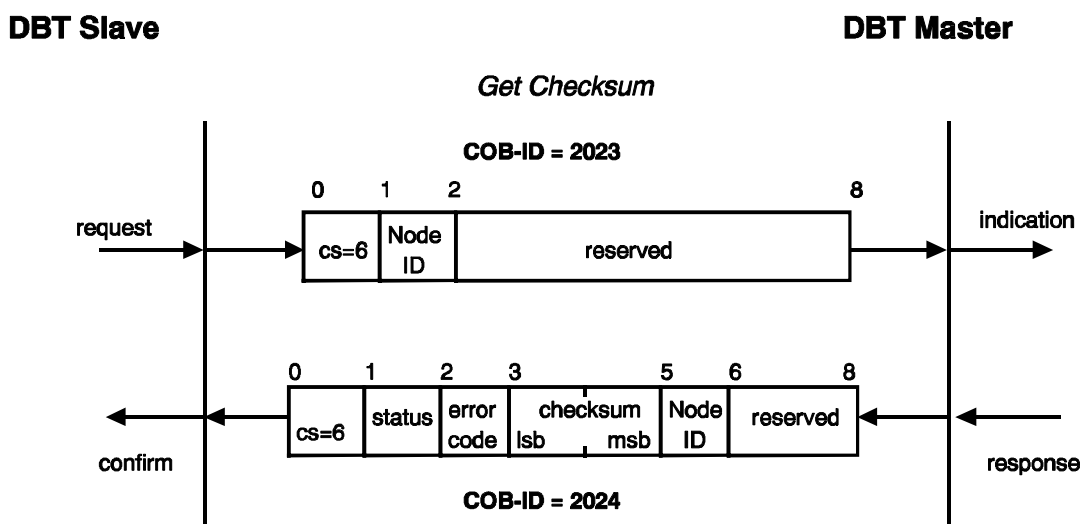 DBT Slave
DBT Master
Get Checksum
COB-ID = 2023
0 1 2 8
request
cs=6
Node
ID
reserved
indication
0 1 2 3 5 6 8
cs=6
status
error
code
checksum
lsb msb
Node
ID
reserved
confirm
response
COB-ID = 2024